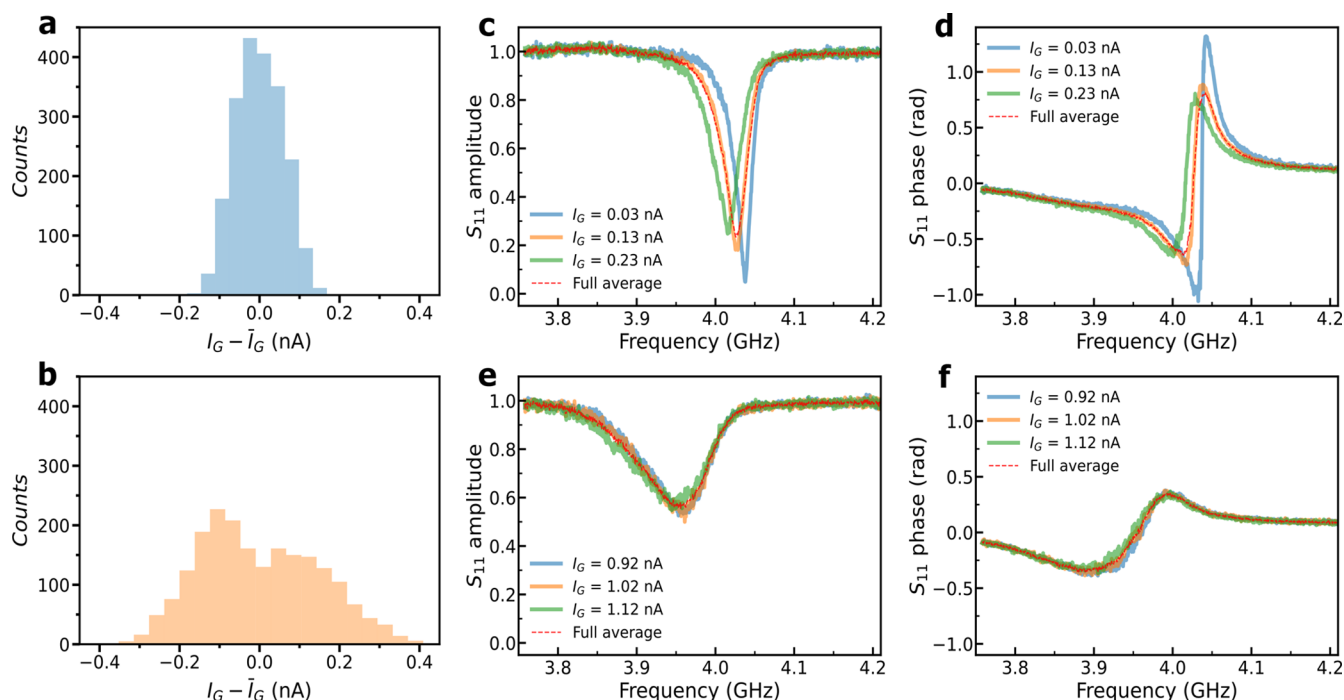 a
400
300
200
100
0
Counts
−0.4 −0.2 0.0 0.2 0.4
I_G − Ī_G (nA)
c
1.0
0.8
0.6
0.4
0.2
0.0
S₁₁ amplitude
I_G = 0.03 nA
I_G = 0.13 nA
I_G = 0.23 nA
Full average
3.8 3.9 4.0 4.1 4.2
Frequency (GHz)
d
1.0
0.5
0.0
−0.5
−1.0
S₁₁ phase (rad)
I_G = 0.03 nA
I_G = 0.13 nA
I_G = 0.23 nA
Full average
3.8 3.9 4.0 4.1 4.2
Frequency (GHz)
b
400
300
200
100
0
Counts
−0.4 −0.2 0.0 0.2 0.4
I_G − Ī_G (nA)
e
1.0
0.8
0.6
0.4
0.2
0.0
S₁₁ amplitude
I_G = 0.92 nA
I_G = 1.02 nA
I_G = 1.12 nA
Full average
3.8 3.9 4.0 4.1 4.2
Frequency (GHz)
f
1.0
0.5
0.0
−0.5
−1.0
S₁₁ phase (rad)
I_G = 0.92 nA
I_G = 1.02 nA
I_G = 1.12 nA
Full average
3.8 3.9 4.0 4.1 4.2
Frequency (GHz)